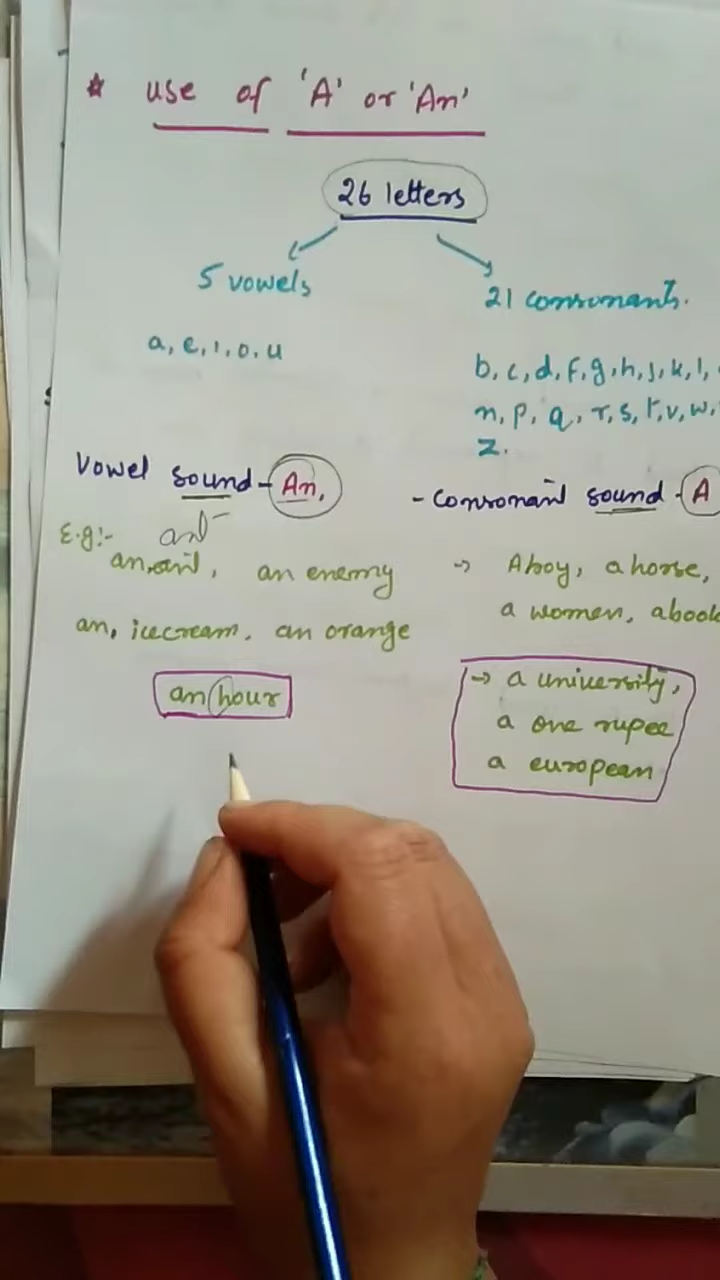 * use of 'A' or 'An'
26 letters
5 vowels
21 consonants.
a, e, i, o, u
b, c, d, f, g, h, j, k, l,
n, p, q, r, s, t, v, w,
z.
Vowel sound - An,
- consonant sound - A
E.g:-
an ant, an enemy
an, icecream, an orange
an hour
→ A boy, a horse,
a women, a book
→ a university,
a one rupee
a european